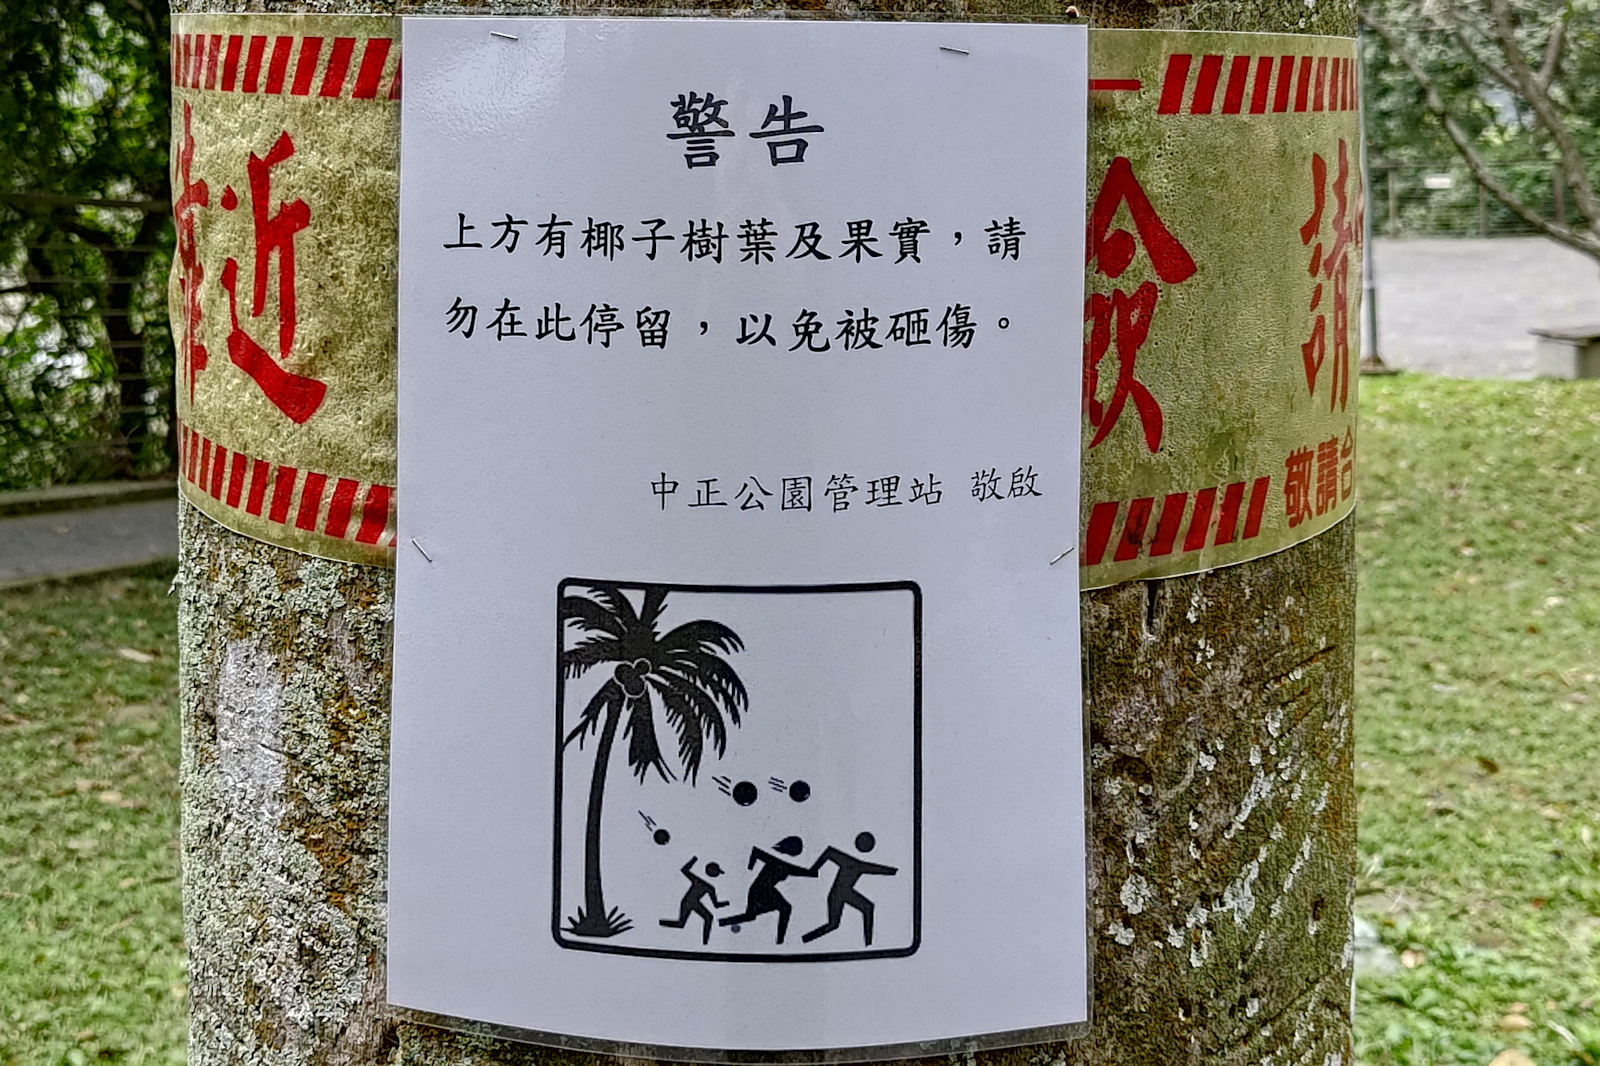 警告
上方有椰子樹葉及果實，請
勿在此停留，以免被砸傷。
中正公園管理站 敬啟
靠近
險 請
敬請合